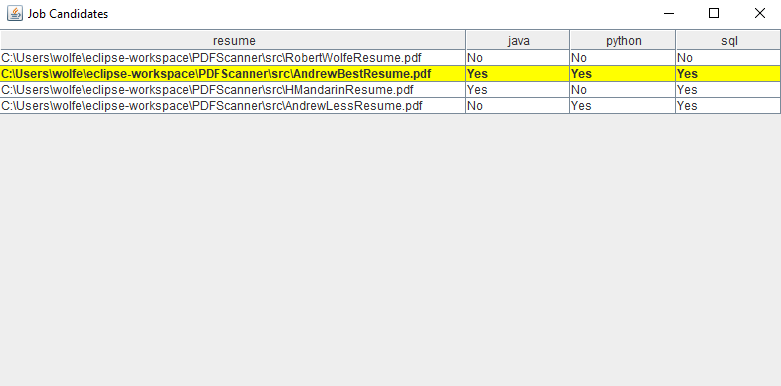 Job Candidates
resume java python sql
C:\Users\wolfe\eclipse-workspace\PDFScanner\src\RobertWolfeResume.pdf No No No
C:\Users\wolfe\eclipse-workspace\PDFScanner\src\AndrewBestResume.pdf Yes Yes Yes
C:\Users\wolfe\eclipse-workspace\PDFScanner\src\HMandarinResume.pdf Yes No Yes
C:\Users\wolfe\eclipse-workspace\PDFScanner\src\AndrewLessResume.pdf No Yes Yes